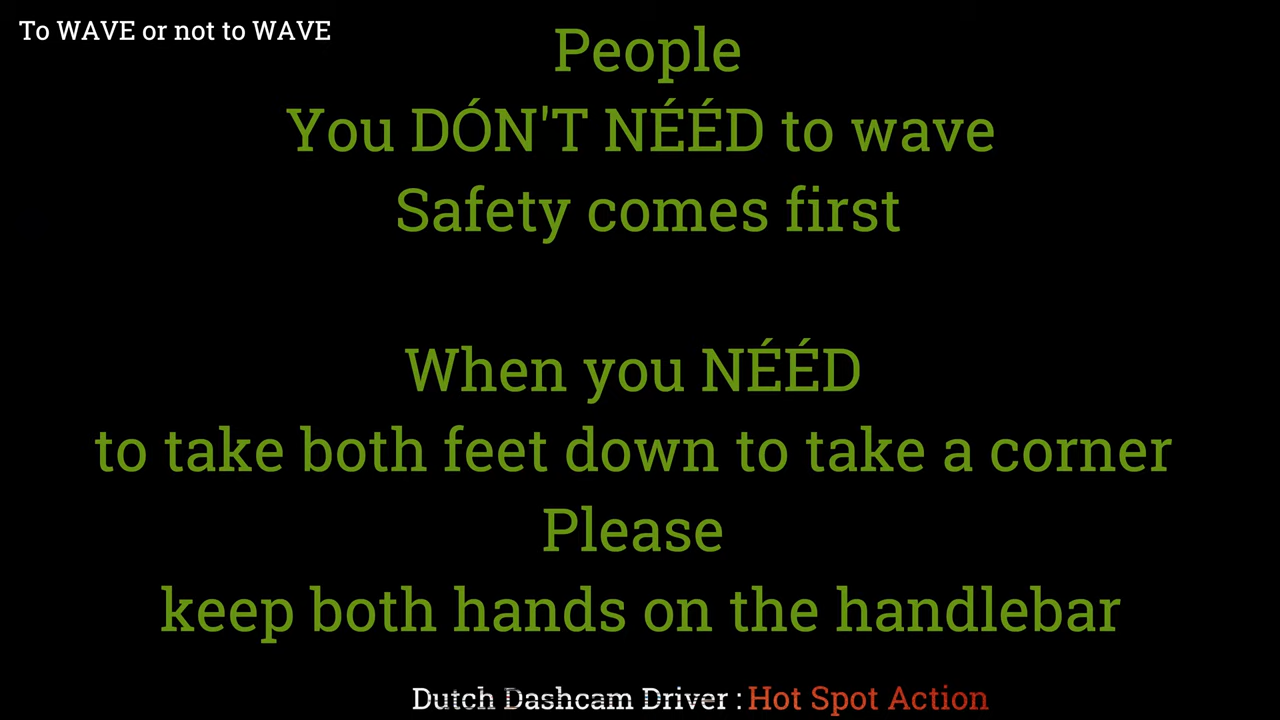 To WAVE or not to WAVE
People
You DÓN'T NÉÉD to wave
Safety comes first
When you NÉÉD
to take both feet down to take a corner
Please
keep both hands on the handlebar
Dutch Dashcam Driver : Hot Spot Action